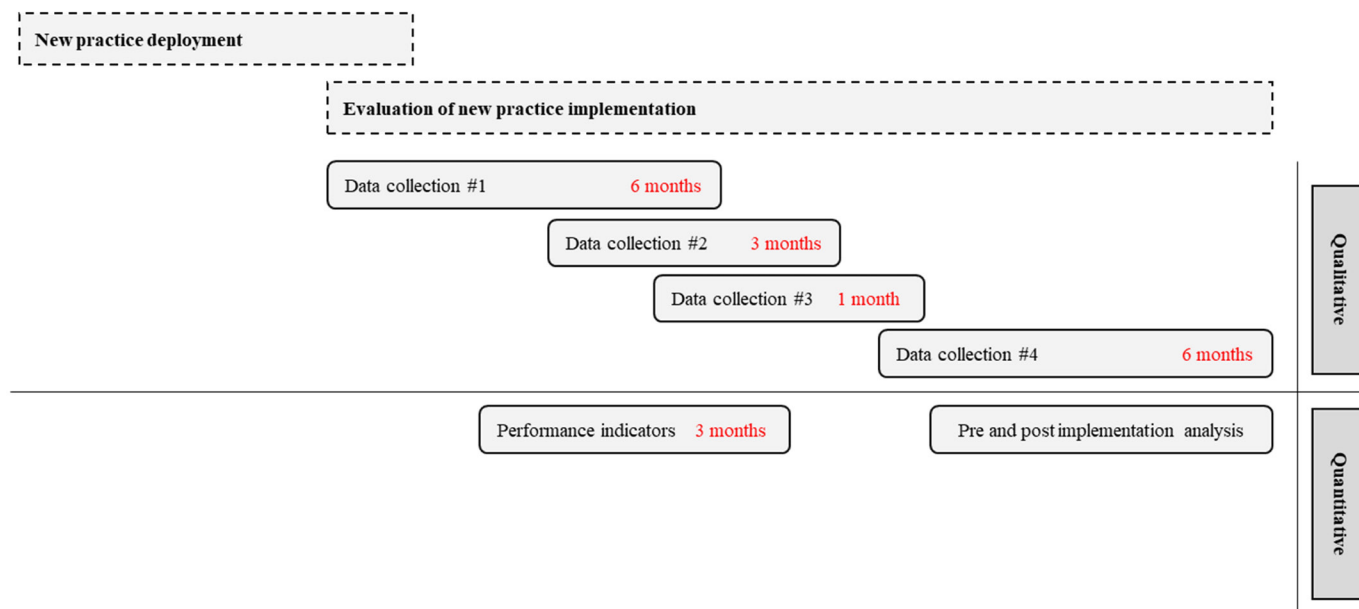 New practice deployment
Evaluation of new practice implementation
Data collection #1 6 months
Data collection #2 3 months
Data collection #3 1 month
Data collection #4 6 months
Qualitative
Performance indicators 3 months
Pre and post implementation analysis
Quantitative